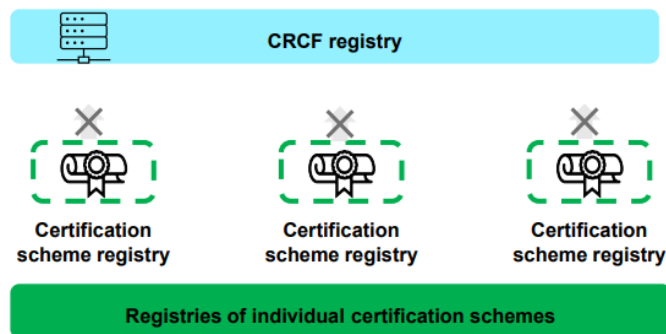 CRCF registry
Certification
scheme registry
Certification
scheme registry
Certification
scheme registry
Registries of individual certification schemes